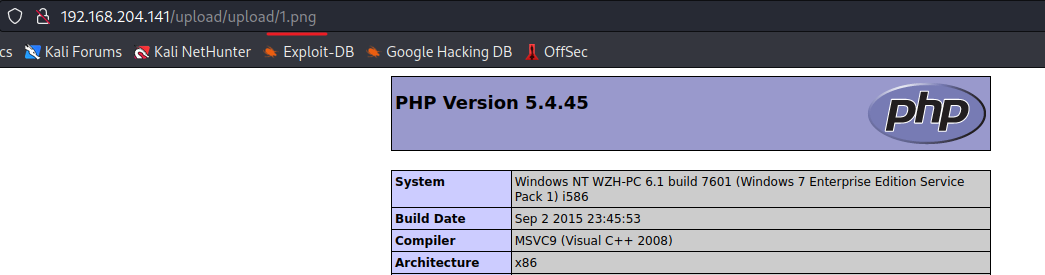 192.168.204.141/upload/upload/1.png
cs Kali Forums Kali NetHunter Exploit-DB Google Hacking DB OffSec
PHP Version 5.4.45
php
System Windows NT WZH-PC 6.1 build 7601 (Windows 7 Enterprise Edition Service
Pack 1) i586
Build Date Sep 2 2015 23:45:53
Compiler MSVC9 (Visual C++ 2008)
Architecture x86